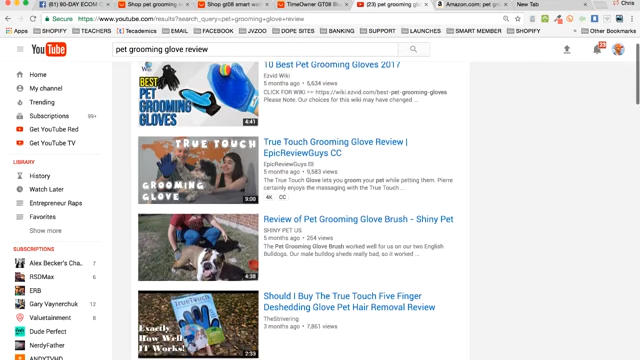 (81) 90-DAY ECOM C
Shop pet grooming
Shop gt08 smart wat
TimeOwner GT08 Bl
(23) pet grooming glo
Amazon.com: pet gr
New Tab
Chris
Secure https://www.youtube.com/results?search_query=pet+grooming+glove+review
Apps
SHOPIFY
ZENDROP
TEACHERS
FACEBOOK
JVZOO
DOPE SITES
BANKING
SUPPORT
LAUNCHES
SMART MEMBER
SHOPIFY
Other Bookmarks
YouTube
pet grooming glove review
23
Home
My channel
Trending
Subscriptions 99+
Get YouTube Red
Get YouTube TV
LIBRARY
History
Watch Later
Entrepreneur Raps
Favorites
Show more
SUBSCRIPTIONS
Alex Becker's Cha... 7
RSDMax 6
ERB
Gary Vaynerchuk 12
Valuetainment 8
Dude Perfect
NerdyFather
ANDYTVHD
BEST
PET
GROOMING
GLOVES
4:41
10 Best Pet Grooming Gloves 2017
Ezvid Wiki
5 months ago • 5,634 views
CLICK FOR WIKI ►► https://wiki.ezvid.com/best-pet-grooming-gloves
Please Note: Our choices for this wiki may have changed ...
TRUE TOUCH
GROOMING
GLOVE
9:00
True Touch Grooming Glove Review |
EpicReviewGuys CC
EpicReviewGuys
5 months ago • 9,583 views
The True Touch Glove lets you groom your pet while petting them. Pierre
certainly enjoys the massaging with the True Touch ...
4K CC
4:38
Review of Pet Grooming Glove Brush - Shiny Pet
SHINY PET US
5 months ago • 254 views
The Pet Grooming Glove Brush worked well for us on our two English
Bulldogs. Our male bulldog sheds really bad, so it worked ...
TrueTouch
Exactly
How Well
IT Works!
2:33
Should I Buy The True Touch Five Finger
Deshedding Glove Pet Hair Removal Review
TheStrivering
3 months ago • 7,861 views